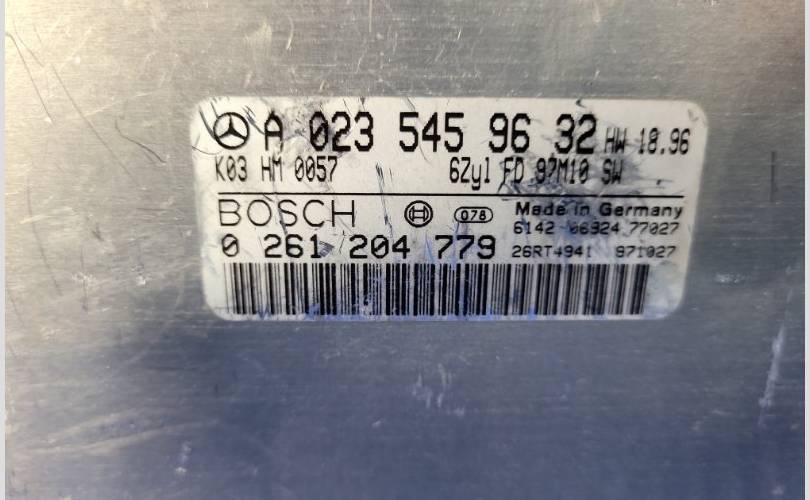 A 023 545 96 32 HW 18.96
K03 HM 0057 6Zyl FD 97M10 SW
BOSCH 078 Made in Germany
6142 06924 77027
0 261 204 779 26RT4941 971027